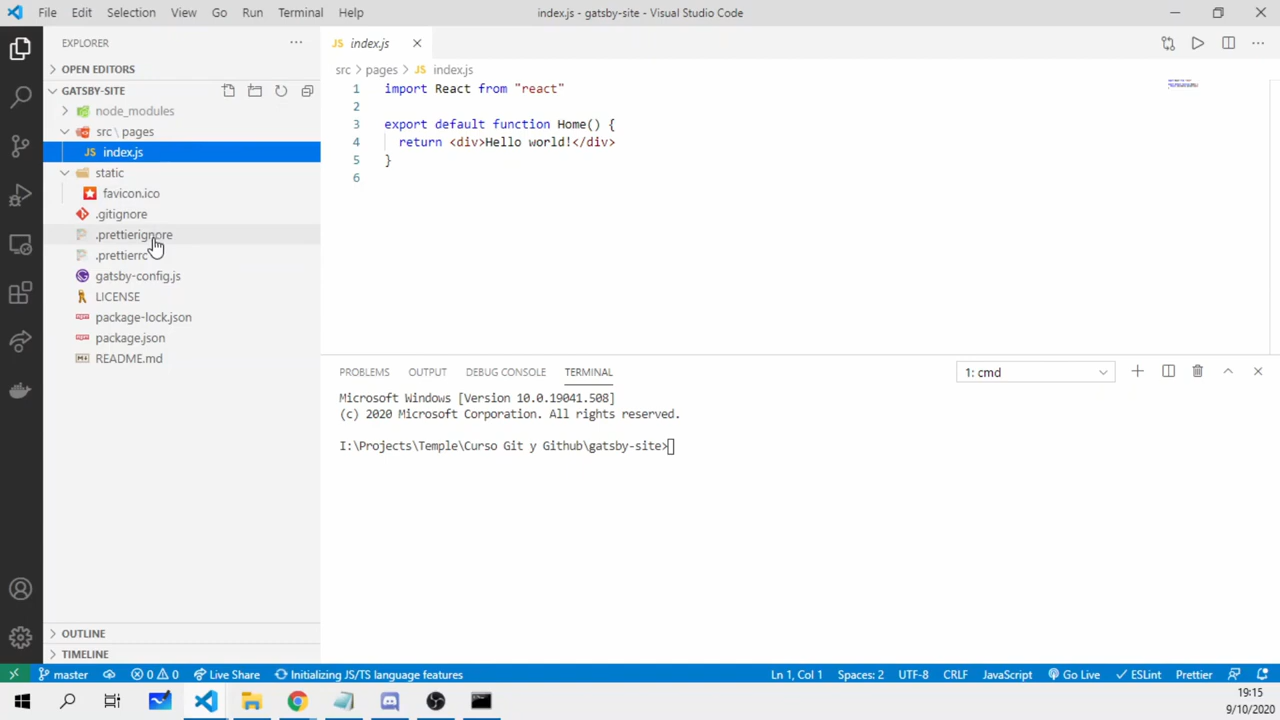 File Edit Selection View Go Run Terminal Help index.js - gatsby-site - Visual Studio Code
EXPLORER
OPEN EDITORS
GATSBY-SITE
node_modules
src \ pages
JS index.js
static
favicon.ico
.gitignore
.prettierignore
.prettierrc
gatsby-config.js
LICENSE
package-lock.json
package.json
README.md
OUTLINE
TIMELINE
JS index.js
src > pages > JS index.js
1 import React from "react"
2
3 export default function Home() {
4 return <div>Hello world!</div>
5 }
6
PROBLEMS OUTPUT DEBUG CONSOLE TERMINAL 1: cmd
Microsoft Windows [Version 10.0.19041.508]
(c) 2020 Microsoft Corporation. All rights reserved.
I:\Projects\Temple\Curso Git y Github\gatsby-site>
master 0 0 Live Share Initializing JS/TS language features Ln 1, Col 1 Spaces: 2 UTF-8 CRLF JavaScript Go Live ESLint Prettier
19:15
9/10/2020